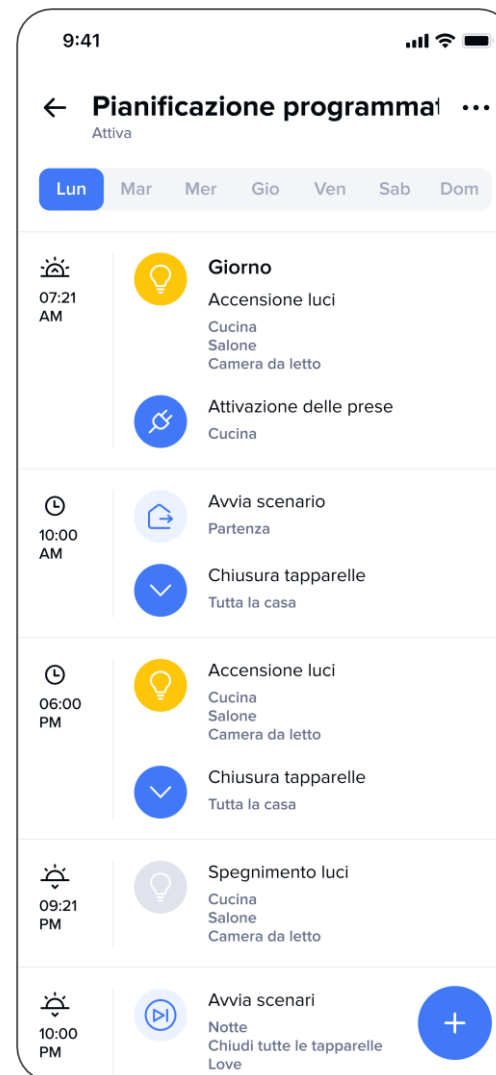 9:41
Pianificazione programmat
Attiva
Lun Mar Mer Gio Ven Sab Dom
07:21
AM
Giorno
Accensione luci
Cucina
Salone
Camera da letto
Attivazione delle prese
Cucina
10:00
AM
Avvia scenario
Partenza
Chiusura tapparelle
Tutta la casa
06:00
PM
Accensione luci
Cucina
Salone
Camera da letto
Chiusura tapparelle
Tutta la casa
09:21
PM
Spegnimento luci
Cucina
Salone
Camera da letto
10:00
PM
Avvia scenari
Notte
Chiudi tutte le tapparelle
Love